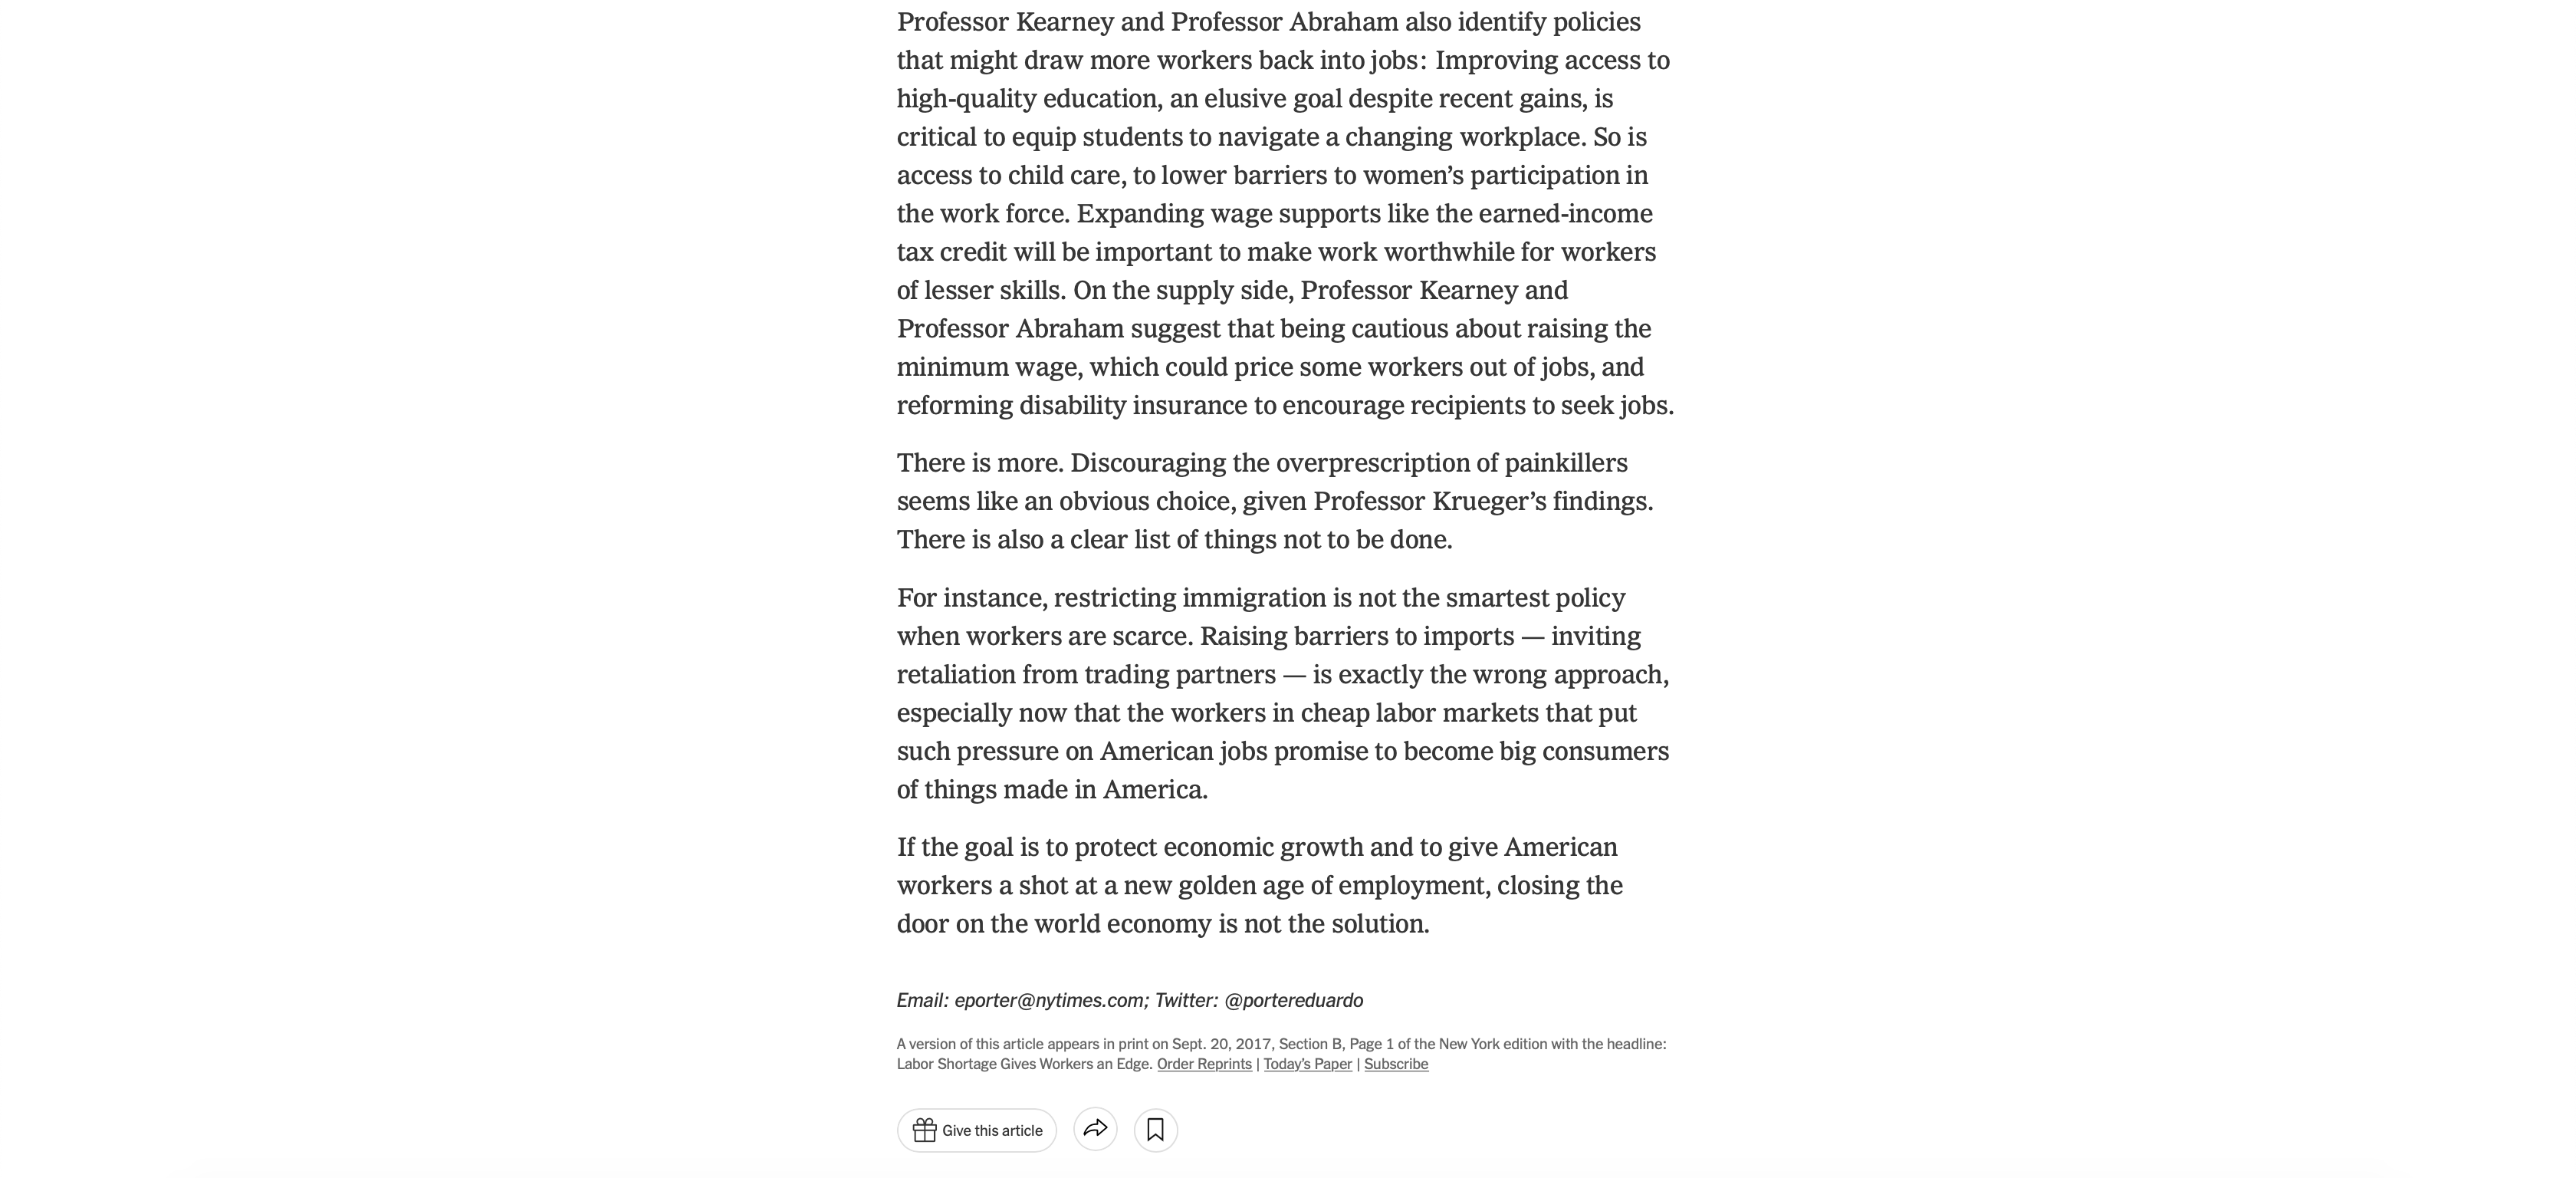 Professor Kearney and Professor Abraham also identify policies
that might draw more workers back into jobs: Improving access to
high-quality education, an elusive goal despite recent gains, is
critical to equip students to navigate a changing workplace. So is
access to child care, to lower barriers to women’s participation in
the work force. Expanding wage supports like the earned-income
tax credit will be important to make work worthwhile for workers
of lesser skills. On the supply side, Professor Kearney and
Professor Abraham suggest that being cautious about raising the
minimum wage, which could price some workers out of jobs, and
reforming disability insurance to encourage recipients to seek jobs.
There is more. Discouraging the overprescription of painkillers
seems like an obvious choice, given Professor Krueger’s findings.
There is also a clear list of things not to be done.
For instance, restricting immigration is not the smartest policy
when workers are scarce. Raising barriers to imports — inviting
retaliation from trading partners — is exactly the wrong approach,
especially now that the workers in cheap labor markets that put
such pressure on American jobs promise to become big consumers
of things made in America.
If the goal is to protect economic growth and to give American
workers a shot at a new golden age of employment, closing the
door on the world economy is not the solution.
Email: eporter@nytimes.com; Twitter: @portereduardo
A version of this article appears in print on Sept. 20, 2017, Section B, Page 1 of the New York edition with the headline:
Labor Shortage Gives Workers an Edge. Order Reprints | Today’s Paper | Subscribe
Give this article